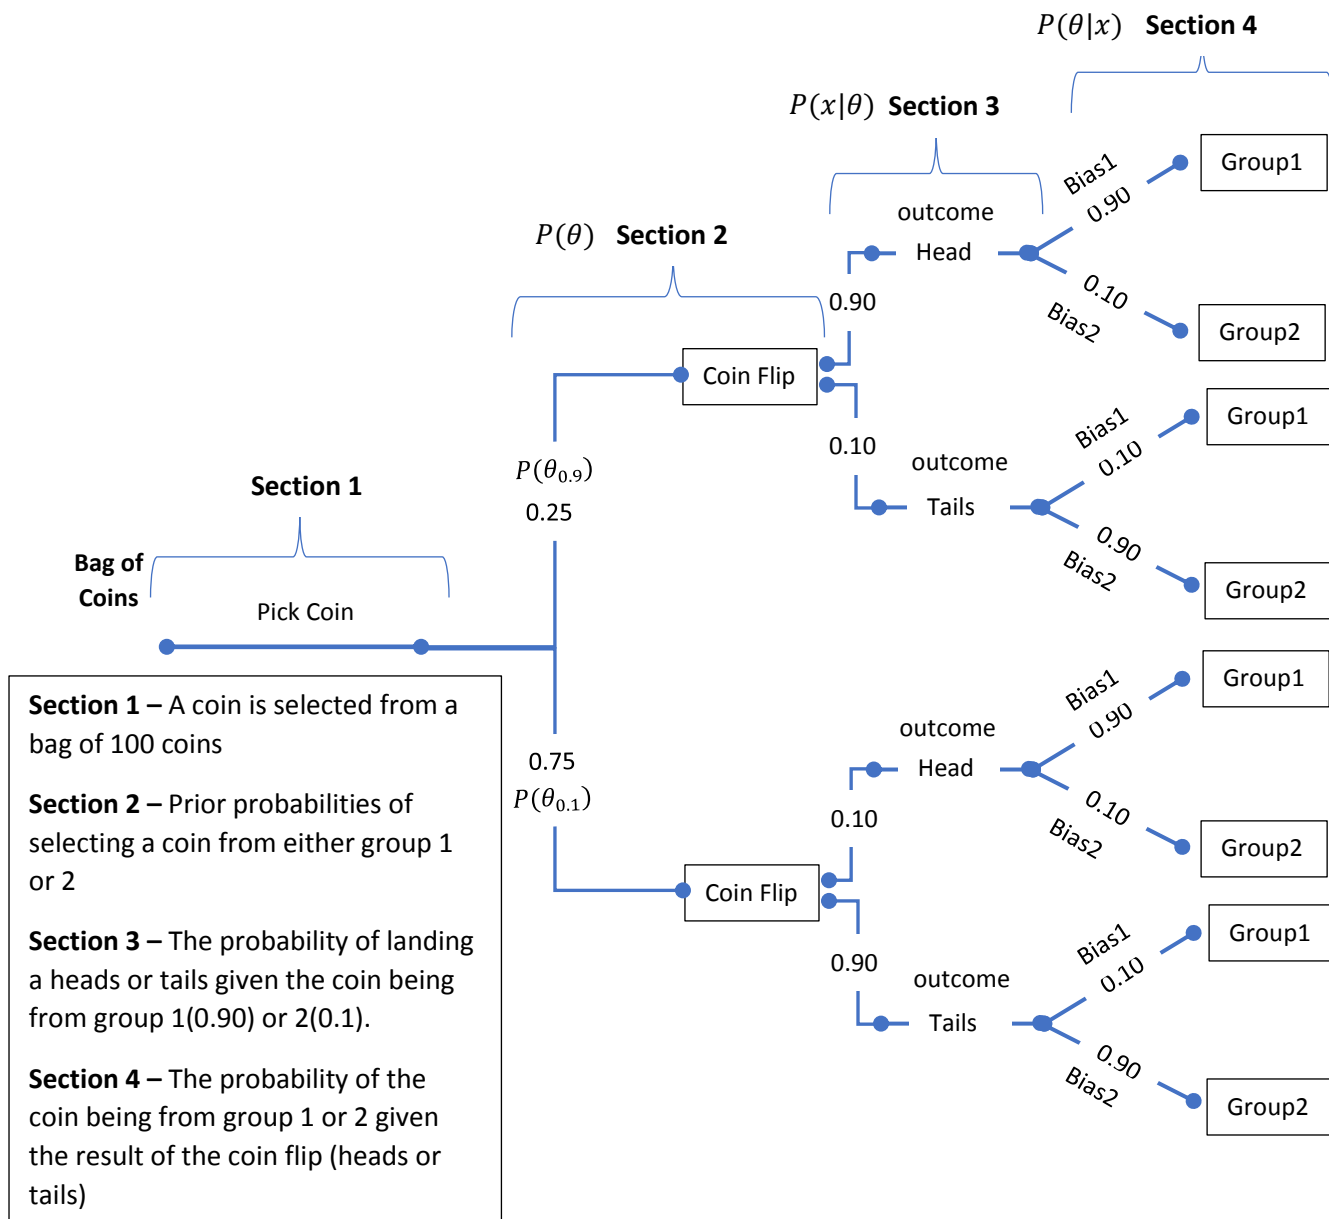 P(θ|x) Section 4
P(x|θ) Section 3
P(θ) Section 2
Section 1
Bag of
Coins
Pick Coin
P(θ0.9)
0.25
0.75
P(θ0.1)
Coin Flip
0.90
0.10
outcome
Head
outcome
Tails
Bias1
0.90
Group1
0.10
Bias2
Group2
Bias1
0.10
Group1
0.90
Bias2
Group2
Coin Flip
0.10
0.90
outcome
Head
outcome
Tails
Bias1
0.90
Group1
0.10
Bias2
Group2
Bias1
0.10
Group1
0.90
Bias2
Group2
Section 1 – A coin is selected from a
bag of 100 coins
Section 2 – Prior probabilities of
selecting a coin from either group 1
or 2
Section 3 – The probability of landing
a heads or tails given the coin being
from group 1(0.90) or 2(0.1).
Section 4 – The probability of the
coin being from group 1 or 2 given
the result of the coin flip (heads or
tails)